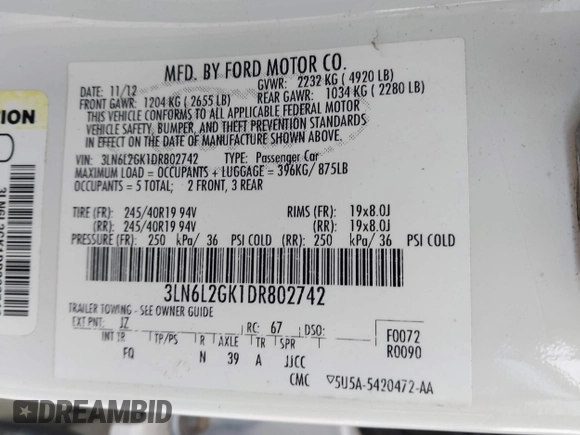 MFD. BY FORD MOTOR CO.
DATE: 11/12 GVWR: 2232 KG ( 4920 LB)
FRONT GAWR: 1204 KG ( 2655 LB) REAR GAWR: 1034 KG ( 2280 LB)
THIS VEHICLE CONFORMS TO ALL APPLICABLE FEDERAL MOTOR
VEHICLE SAFETY, BUMPER, AND THEFT PREVENTION STANDARDS
IN EFFECT ON THE DATE OF MANUFACTURE SHOWN ABOVE.
VIN: 3LN6L2GK1DR802742 TYPE: Passenger Car
MAXIMUM LOAD = OCCUPANTS + LUGGAGE = 396KG/ 875LB
OCCUPANTS = 5 TOTAL; 2 FRONT, 3 REAR
TIRE (FR): 245/40R19 94V RIMS (FR): 19x8.0J
(RR): 245/40R19 94V (RR): 19x8.0J
PRESSURE (FR) 250 kPa/ 36 PSI COLD (RR) 250 kPa/ 36 PSI COLD
3LN6L2GK1DR802742
TRAILER TOWING - SEE OWNER GUIDE
EXT PNT: JZ RC: 67 DSO: F0072
INT TR TP/PS R AXLE TR SPR R0090
FQ N 39 A JJCC
CMC ▽5U5A-5420472-AA
TION
DREAMBID